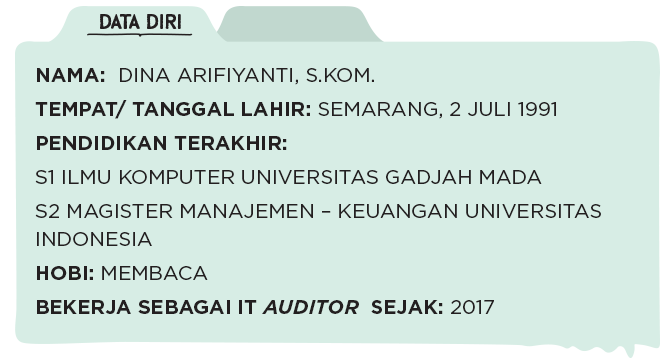 DATA DIRI
NAMA: DINA ARIFIYANTI, S.KOM.
TEMPAT/ TANGGAL LAHIR: SEMARANG, 2 JULI 1991
PENDIDIKAN TERAKHIR:
S1 ILMU KOMPUTER UNIVERSITAS GADJAH MADA
S2 MAGISTER MANAJEMEN – KEUANGAN UNIVERSITAS
INDONESIA
HOBI: MEMBACA
BEKERJA SEBAGAI IT AUDITOR SEJAK: 2017